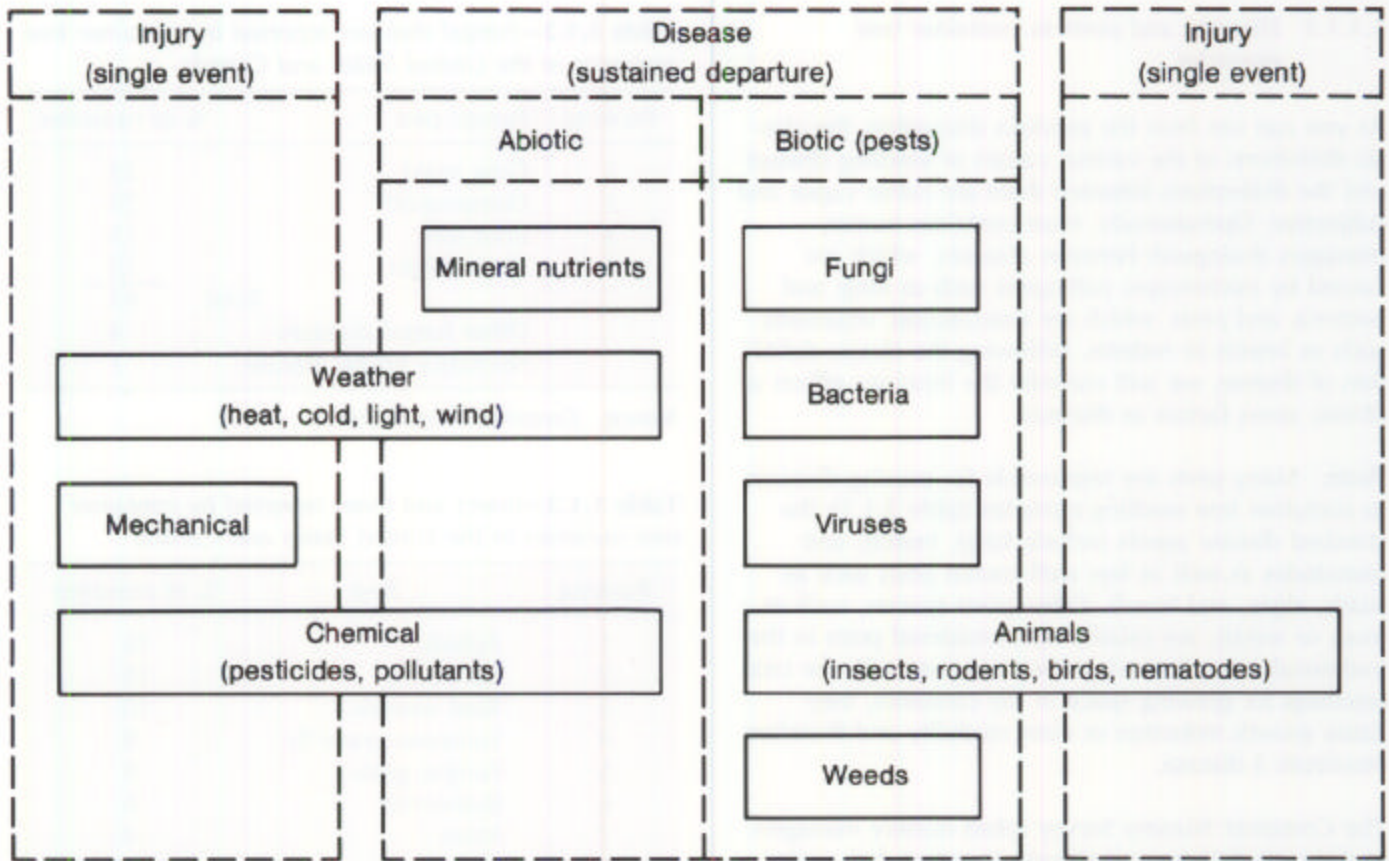 Injury
(single event)
Disease
(sustained departure)
Injury
(single event)
Abiotic
Biotic (pests)
Mineral nutrients
Fungi
Weather
(heat, cold, light, wind)
Bacteria
Mechanical
Viruses
Chemical
(pesticides, pollutants)
Animals
(insects, rodents, birds, nematodes)
Weeds